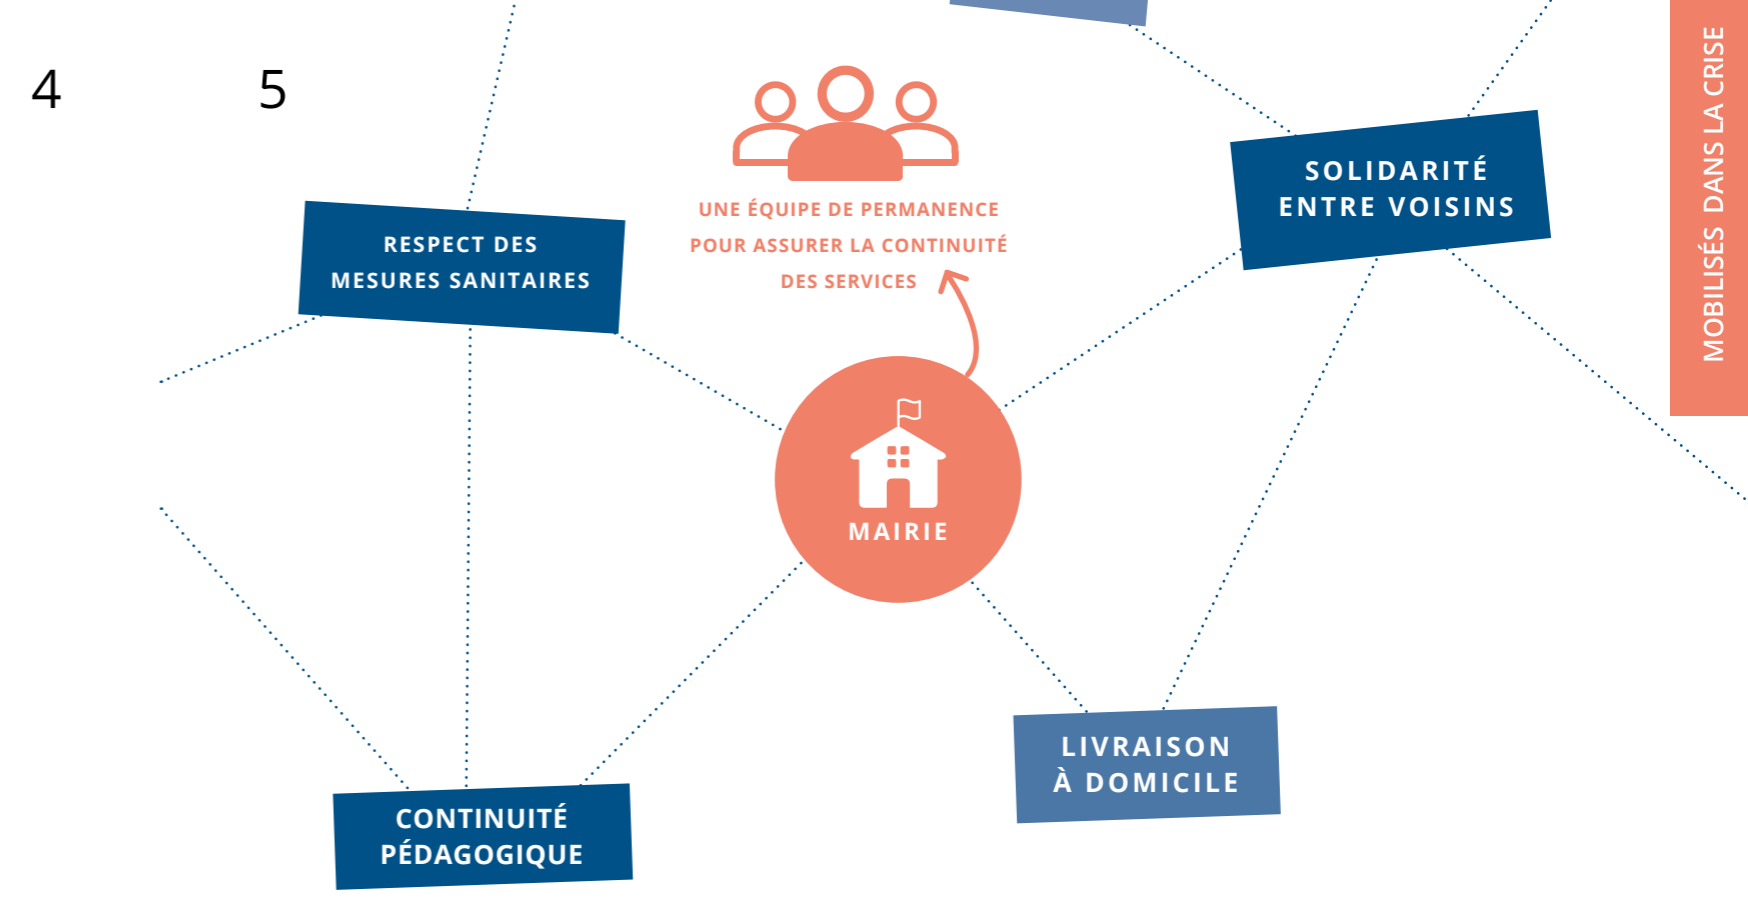 4
5
UNE ÉQUIPE DE PERMANENCE
POUR ASSURER LA CONTINUITÉ
DES SERVICES
SOLIDARITÉ
ENTRE VOISINS
MOBILISÉS DANS LA CRISE
RESPECT DES
MESURES SANITAIRES
MAIRIE
LIVRAISON
À DOMICILE
CONTINUITÉ
PÉDAGOGIQUE